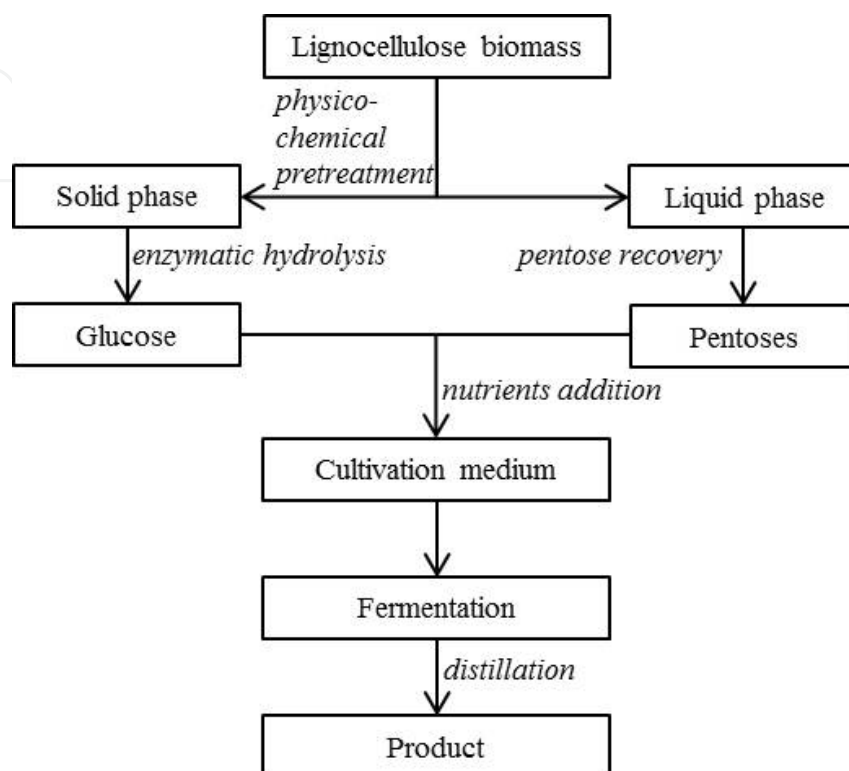 Lignocellulose biomass
physico-
chemical
pretreatment
Solid phase
Liquid phase
enzymatic hydrolysis
pentose recovery
Glucose
Pentoses
nutrients addition
Cultivation medium
Fermentation
distillation
Product